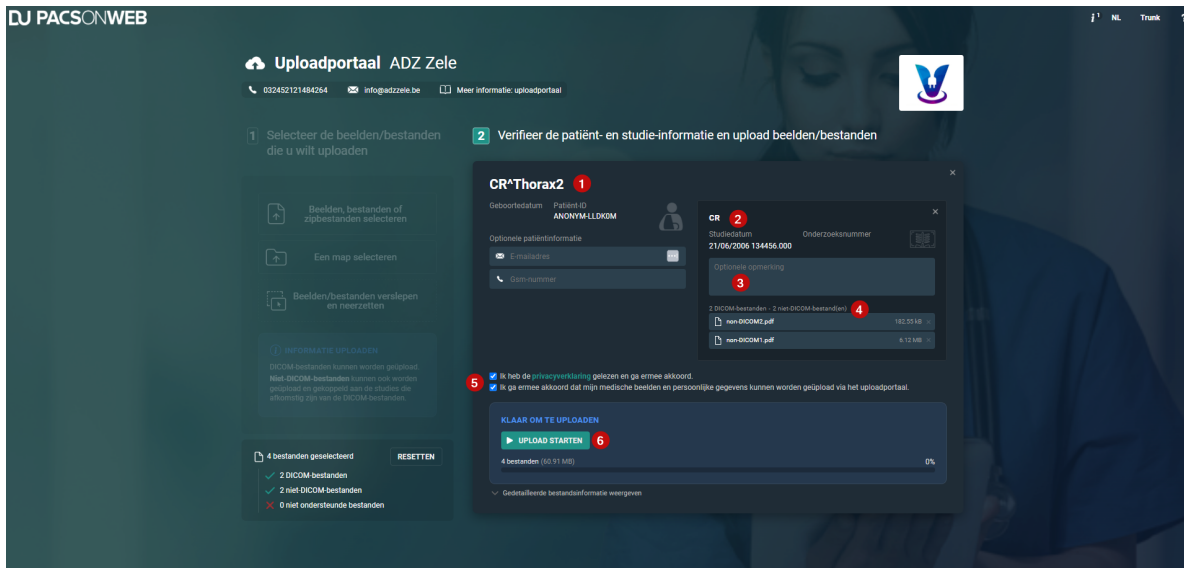 DJ PACSONWEB
i 1 NL Trunk ?
Uploadportaal ADZ Zele
032452121484264 info@adzzele.be Meer informatie: uploadportaal
1 Selecteer de beelden/bestanden
die u wilt uploaden
Beelden, bestanden of
zipbestanden selecteren
Een map selecteren
Beelden/bestanden verslepen
en neerzetten
INFORMATIE UPLOADEN
DICOM-bestanden kunnen worden geüpload.
Niet-DICOM-bestanden kunnen ook worden
geüpload en gekoppeld aan de studies die
afkomstig zijn van de DICOM-bestanden.
4 bestanden geselecteerd RESETTEN
2 DICOM-bestanden
2 niet-DICOM-bestanden
0 niet ondersteunde bestanden
2 Verifieer de patiënt- en studie-informatie en upload beelden/bestanden
CR^Thorax2 1
Geboortedatum Patiënt-ID
ANONYM-LLDK0M
Optionele patiëntinformatie
E-mailadres
Gsm-nummer
CR 2
Studiedatum Onderzoeksnummer
21/06/2006 134456.000
Optionele opmerking
3
2 DICOM-bestanden - 2 niet-DICOM-bestand(en) 4
non-DICOM2.pdf 182.55 kB
non-DICOM1.pdf 6.12 MB
5
Ik heb de privacyverklaring gelezen en ga ermee akkoord.
Ik ga ermee akkoord dat mijn medische beelden en persoonlijke gegevens kunnen worden geüpload via het uploadportaal.
KLAAR OM TE UPLOADEN
UPLOAD STARTEN 6
4 bestanden (60.91 MB) 0%
Gedetailleerde bestandsinformatie weergeven